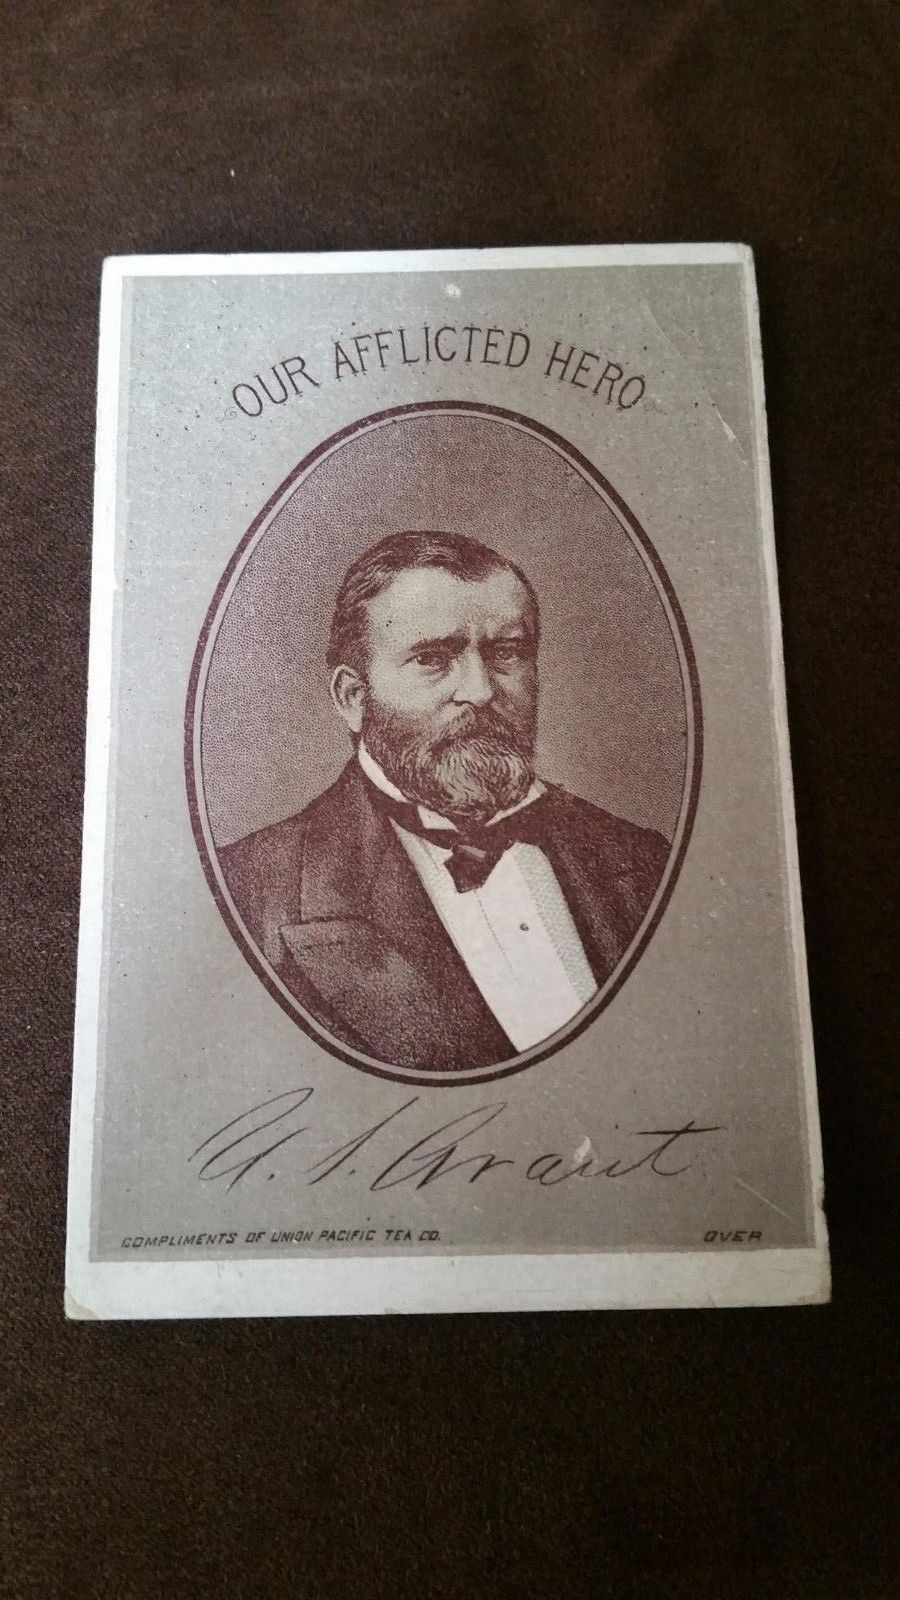 OUR AFFLICTED HERO
U. S. Grant
COMPLIMENTS OF UNION PACIFIC TEA CO.
OVER